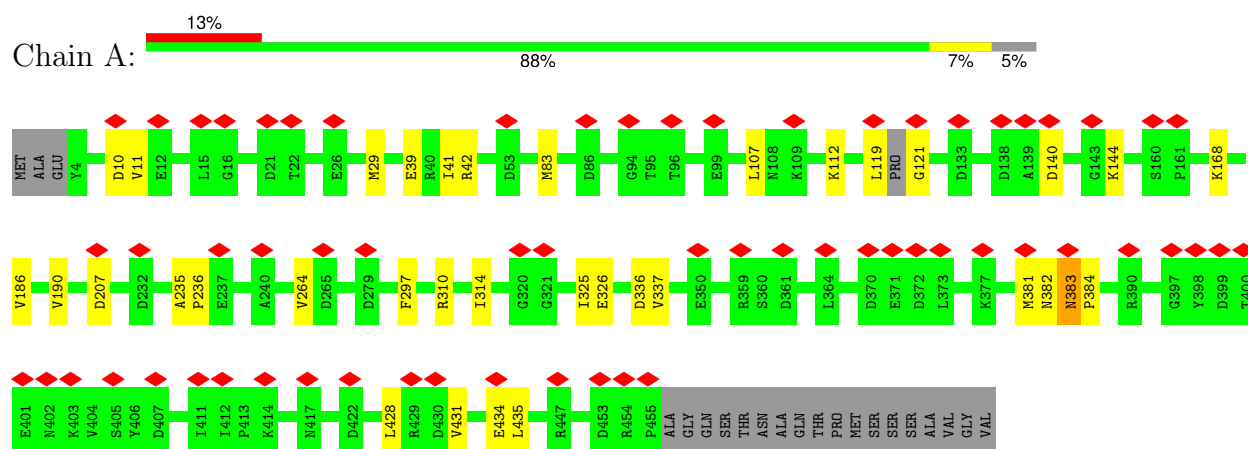 13%
Chain A:
88% 7% 5%
MET ALA GLU Y4 D10 V11 E12 L15 G16 D21 T22 E26 M29 E39 R40 I41 R42 D53 M83 D86 G94 T95 T96 E99 L107 N108 K109 K112 L119 PRO G121 D133 D138 A139 D140 G143 K144 S160 P161 K168
V186 V190 D207 D232 A235 P236 E237 A240 V264 D265 D279 F297 R310 I314 G320 G321 I325 E326 D336 V337 E350 R359 S360 D361 L364 D370 E371 D372 L373 K377 M381 N382 N383 P384 R390 G397 Y398 D399 T400
E401 N402 K403 V404 S405 Y406 D407 I411 I412 P413 K414 N417 D422 L428 R429 D430 V431 E434 L435 R447 D453 R454 P455 ALA GLY GLN SER THR ASN ALA GLN THR PRO MET SER SER SER ALA VAL GLY VAL